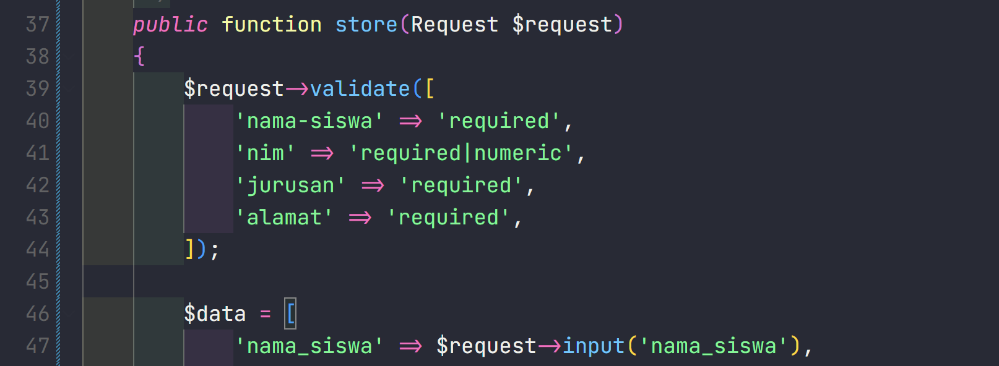 37 public function store(Request $request)
38 {
39 $request->validate([
40 'nama-siswa' => 'required',
41 'nim' => 'required|numeric',
42 'jurusan' => 'required',
43 'alamat' => 'required',
44 ]);
45
46 $data = [
47 'nama_siswa' => $request->input('nama_siswa'),